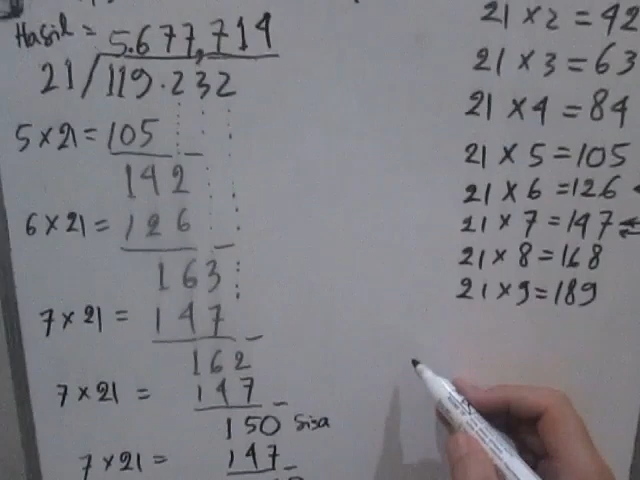 Hasil = 5.677,714
21 / 119.232
5 x 21 = 105 -
142
6 x 21 = 126 -
163
7 x 21 = 147 -
162
7 x 21 = 147 -
150 sisa
7 x 21 = 147 -
21 x 2 = 42
21 x 3 = 63
21 x 4 = 84
21 x 5 = 105
21 x 6 = 126
21 x 7 = 147
21 x 8 = 168
21 x 9 = 189